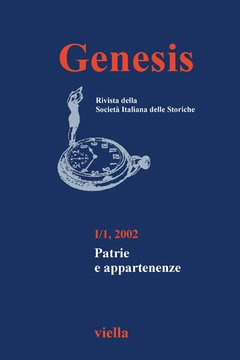 Genesis
Rivista della
Società Italiana delle Storiche
I/1, 2002
Patrie
e appartenenze
viella